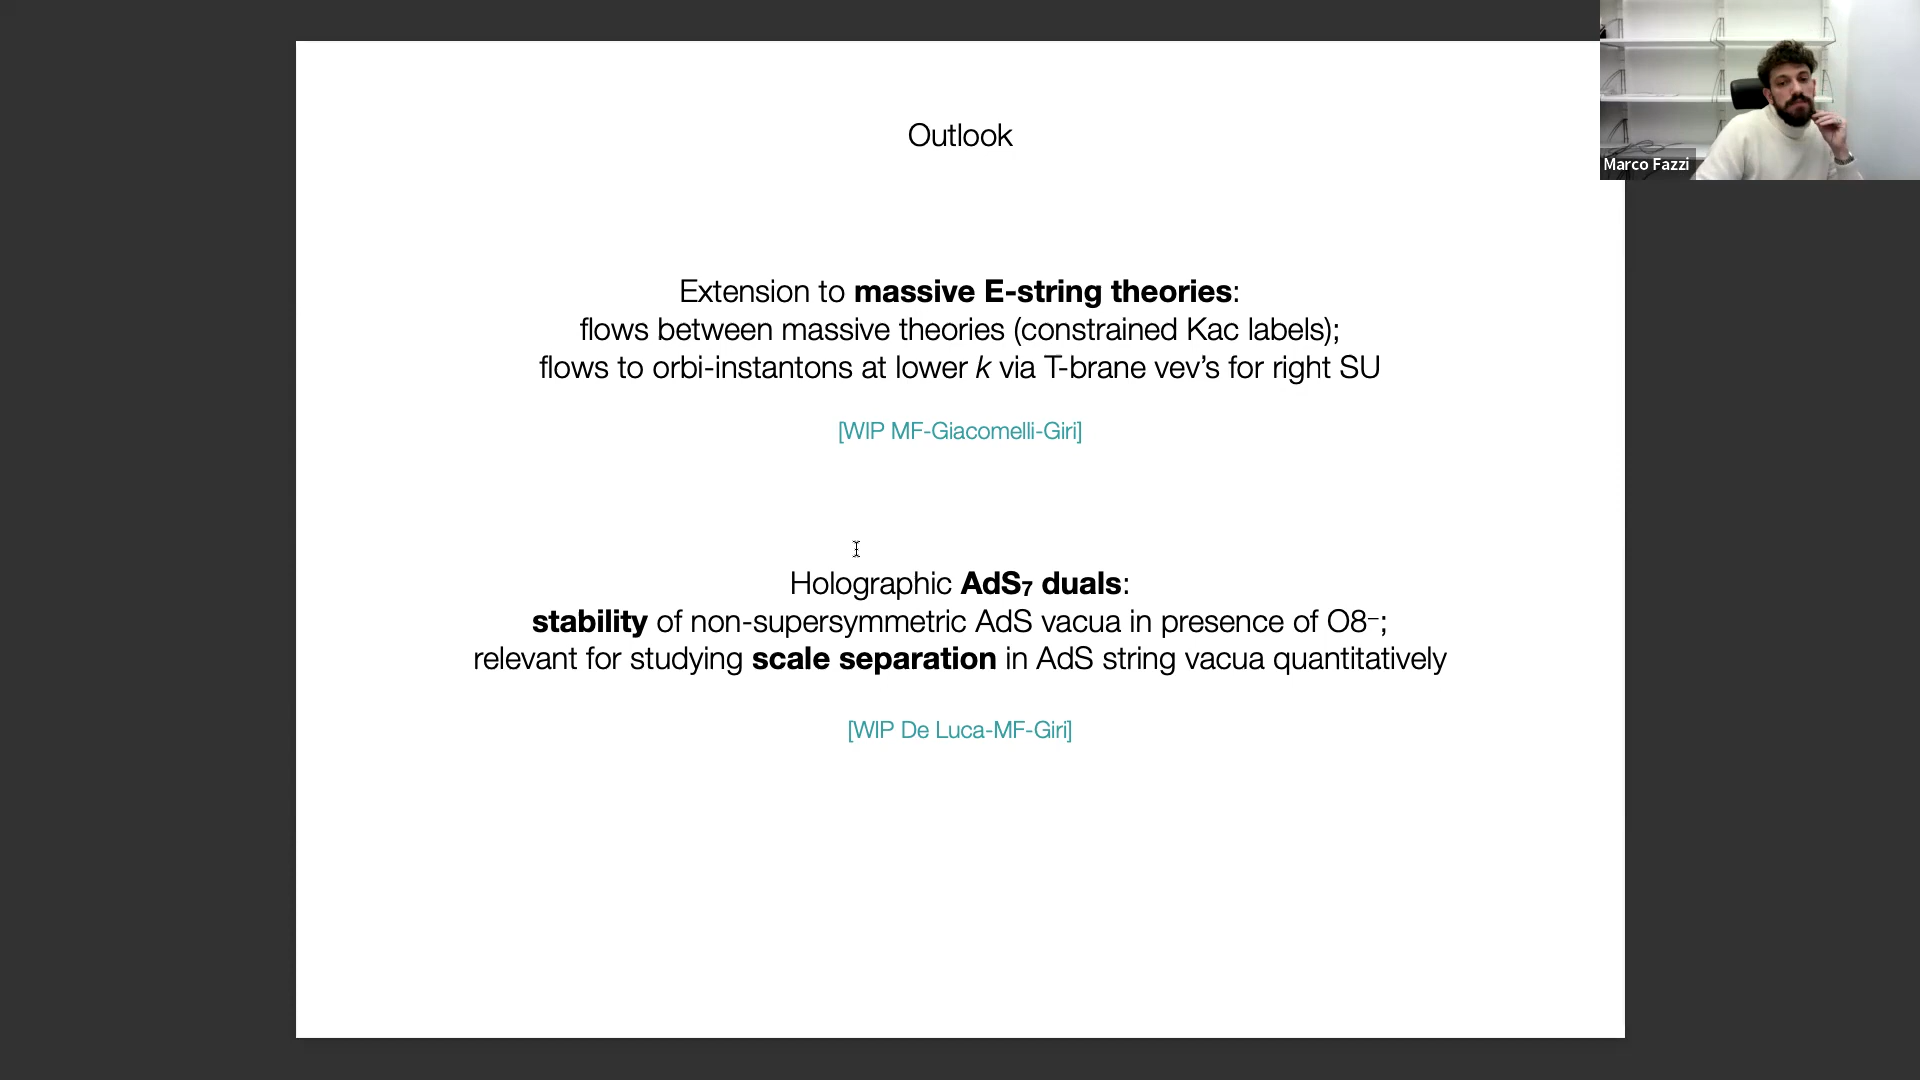 Outlook
Marco Fazzi
Extension to massive E-string theories:
flows between massive theories (constrained Kac labels);
flows to orbi-instantons at lower k via T-brane vev’s for right SU
[WIP MF-Giacomelli-Giri]
Holographic AdS₇ duals:
stability of non-supersymmetric AdS vacua in presence of O8⁻;
relevant for studying scale separation in AdS string vacua quantitatively
[WIP De Luca-MF-Giri]